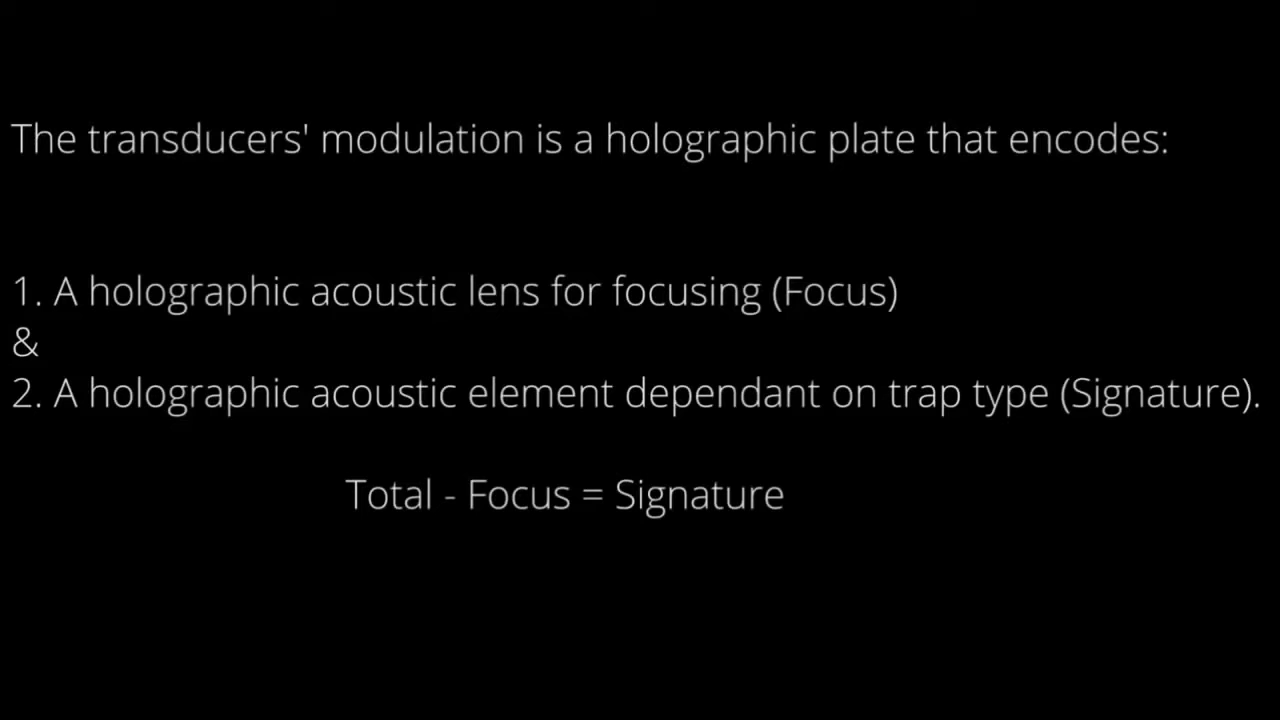 The transducers' modulation is a holographic plate that encodes:
1. A holographic acoustic lens for focusing (Focus)
&
2. A holographic acoustic element dependant on trap type (Signature).
Total - Focus = Signature